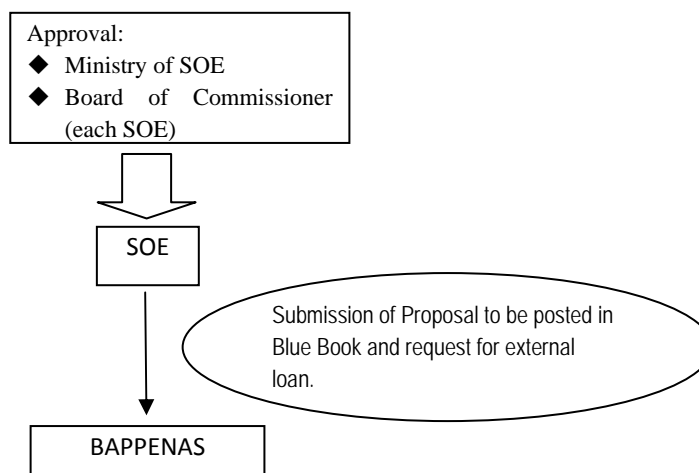 Approval:
◆ Ministry of SOE
◆ Board of Commissioner
(each SOE)
SOE
Submission of Proposal to be posted in
Blue Book and request for external
loan.
BAPPENAS